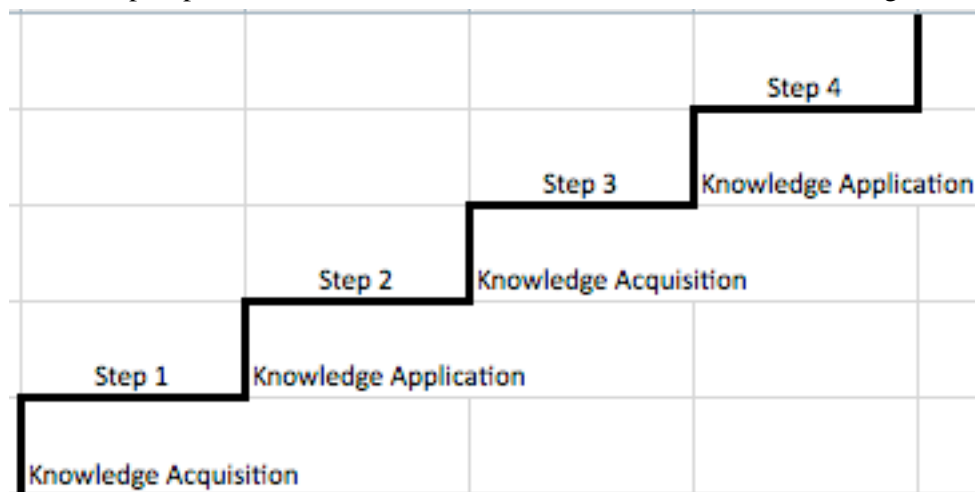 Step 4
Knowledge Application
Step 3
Knowledge Acquisition
Step 2
Knowledge Application
Step 1
Knowledge Acquisition